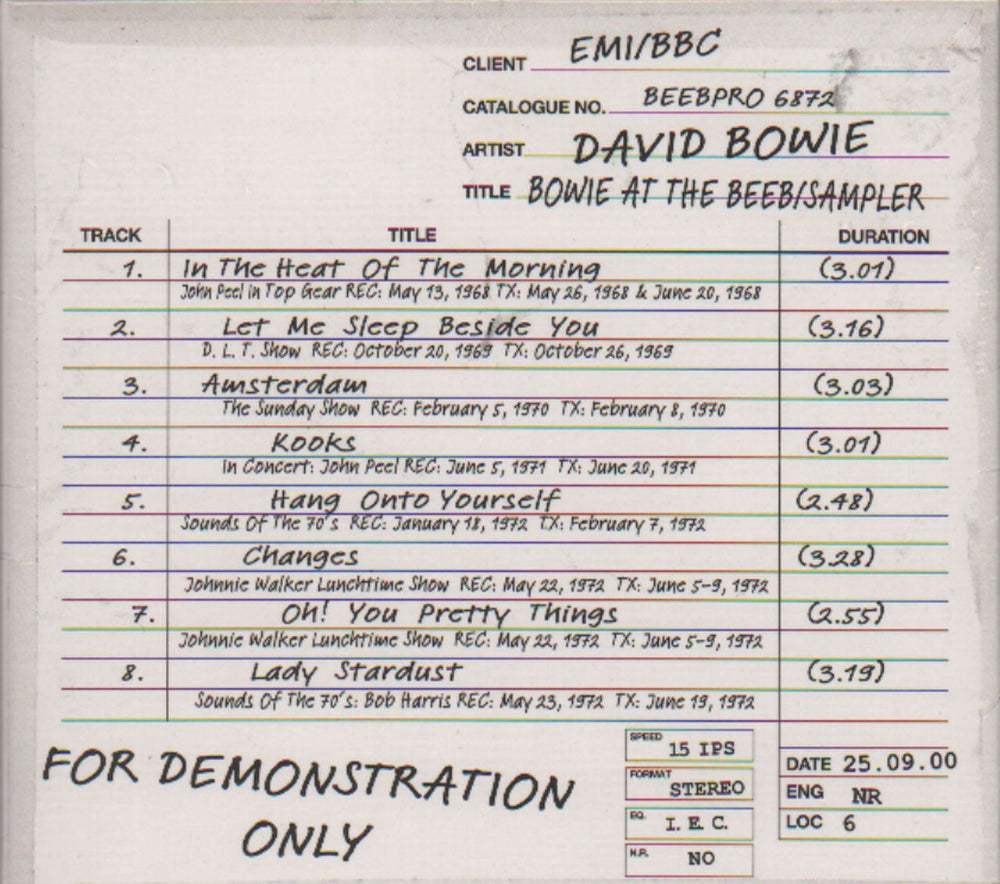 CLIENT EMI/BBC
CATALOGUE NO. BEEBPRO 6872
ARTIST DAVID BOWIE
TITLE BOWIE AT THE BEEB/SAMPLER
TRACK TITLE DURATION
1. In The Heat Of The Morning (3.01)
John Peel in Top Gear REC: May 13, 1968 TX: May 26, 1968 & June 20, 1968
2. Let Me Sleep Beside You (3.16)
D. L. T. Show REC: October 20, 1969 TX: October 26, 1969
3. Amsterdam (3.03)
The Sunday Show REC: February 5, 1970 TX: February 8, 1970
4. Kooks (3.01)
In Concert: John Peel REC: June 5, 1971 TX: June 20, 1971
5. Hang Onto Yourself (2.48)
Sounds Of The 70's REC: January 18, 1972 TX: February 7, 1972
6. Changes (3.28)
Johnnie Walker Lunchtime Show REC: May 22, 1972 TX: June 5-9, 1972
7. Oh! You Pretty Things (2.55)
Johnnie Walker Lunchtime Show REC: May 22, 1972 TX: June 5-9, 1972
8. Lady Stardust (3.19)
Sounds Of The 70's: Bob Harris REC: May 23, 1972 TX: June 19, 1972
FOR DEMONSTRATION
ONLY
SPEED 15 IPS
FORMAT STEREO
EQ. I. E. C.
N.R. NO
DATE 25.09.00
ENG NR
LOC 6